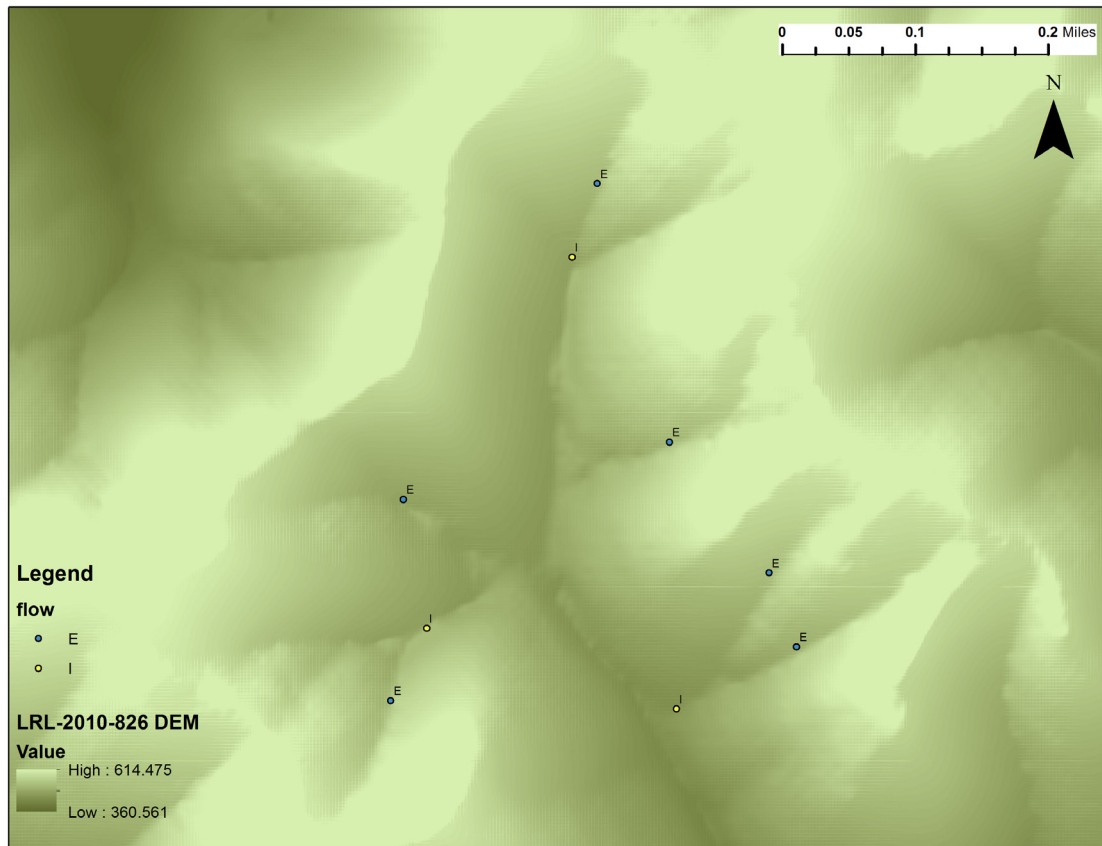 0 0.05 0.1 0.2 Miles
N
E
I
E
E
E
I
E
E
I
Legend
flow
E
I
LRL-2010-826 DEM
Value
High : 614.475
Low : 360.561